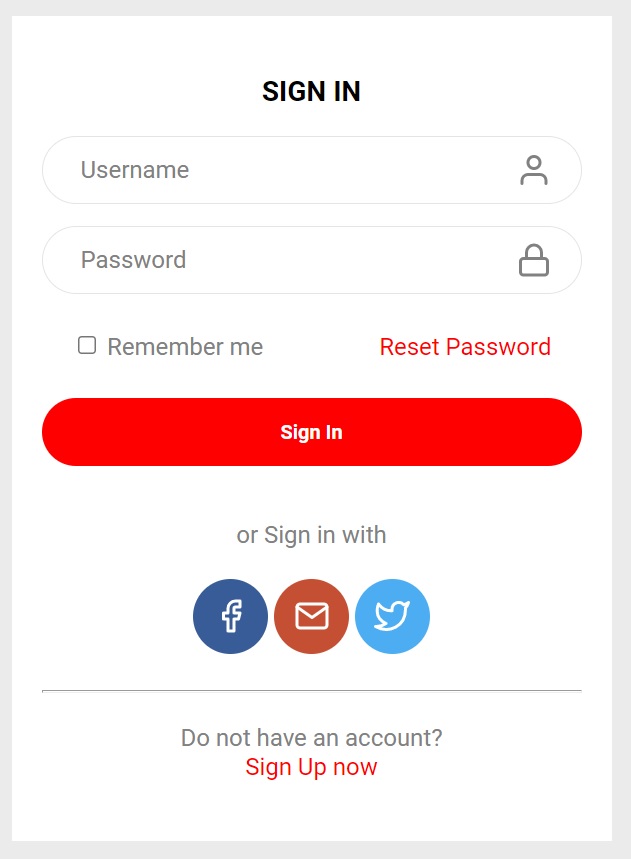 SIGN IN
Username
Password
Remember me Reset Password
Sign In
or Sign in with
Do not have an account?
Sign Up now